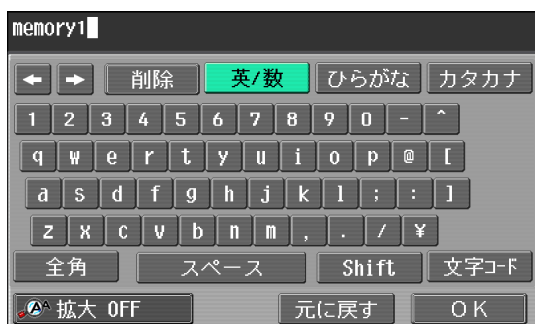 memory1
← → 削除 英/数 ひらがな カタカナ
1 2 3 4 5 6 7 8 9 0 - ^
q w e r t y u i o p @ [
a s d f g h j k l ; : ]
z x c v b n m , . / ¥
全角 スペース Shift 文字コード
拡大 OFF 元に戻す OK